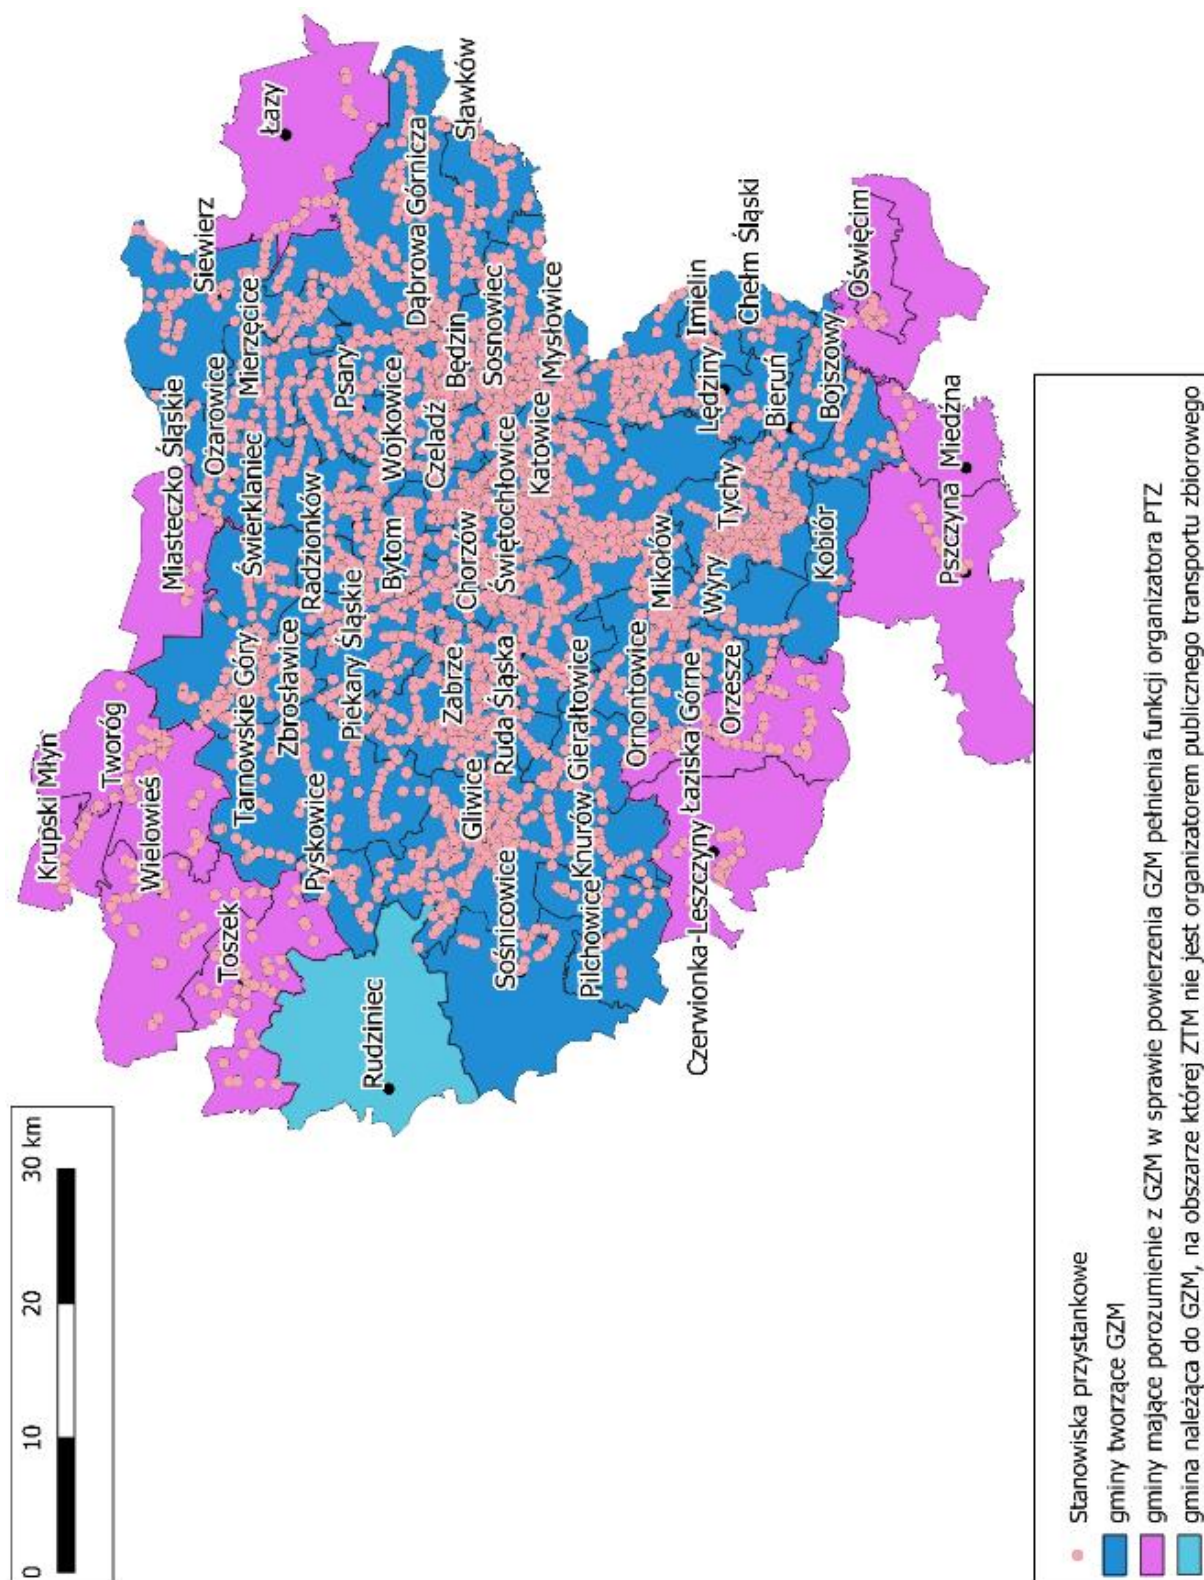 0 10 20 30 km
Krupski Młyn
Tworóg
Wielowieś
Toszek
Miasteczko Śląskie
Ożarowice
Siewierz
Mierzęcice
Świerklaniec
Tarnowskie Góry
Łazy
Zbrosławice
Radzionków
Pyskowice
Piekary Śląskie
Psary
Rudziniec
Bytom
Wojkowice
Dąbrowa Górnicza
Czeladź
Będzin
Sławków
Zabrze
Chorzów
Gliwice
Sosnowiec
Ruda Śląska
Świętochłowice
Sośnicowice
Katowice
Mysłowice
Knurów
Gierałtowice
Pilchowice
Ornontowice
Mikołów
Łaziska Górne
Czerwionka-Leszczyny
Wyry
Lędziny
Imielin
Orzesze
Tychy
Chełm Śląski
Bieruń
Kobiór
Bojszowy
Oświęcim
Pszczyna
Miedźna
Stanowiska przystankowe
gminy tworzące GZM
gminy mające porozumienie z GZM w sprawie powierzenia GZM pełnienia funkcji organizatora PTZ
gmina należąca do GZM, na obszarze której ZTM nie jest organizatorem publicznego transportu zbiorowego